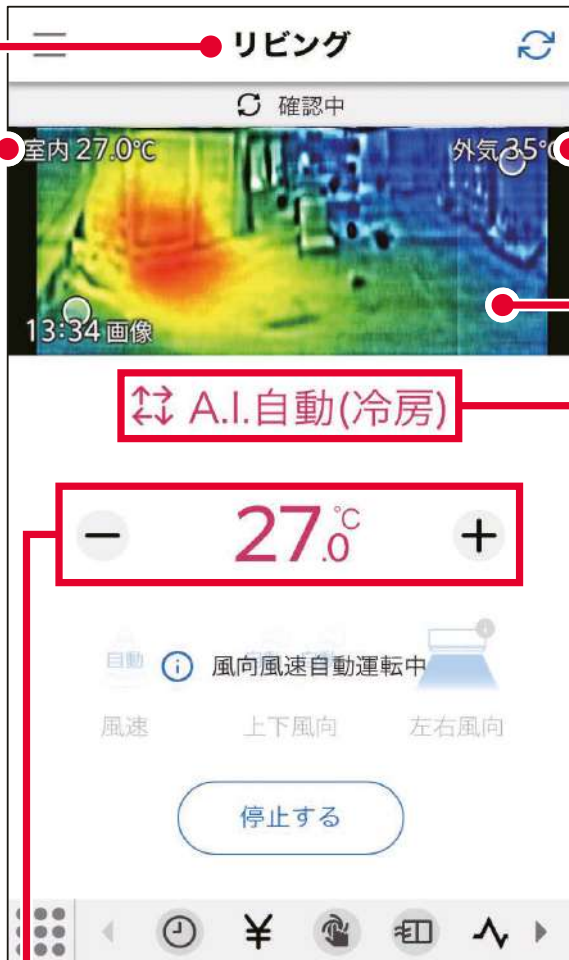 リビング
確認中
室内 27.0℃ 外気 35℃
13:34 画像
A.I.自動(冷房)
− 27.0℃ +
自動 風向風速自動運転中
風速 上下風向 左右風向
停止する
¥